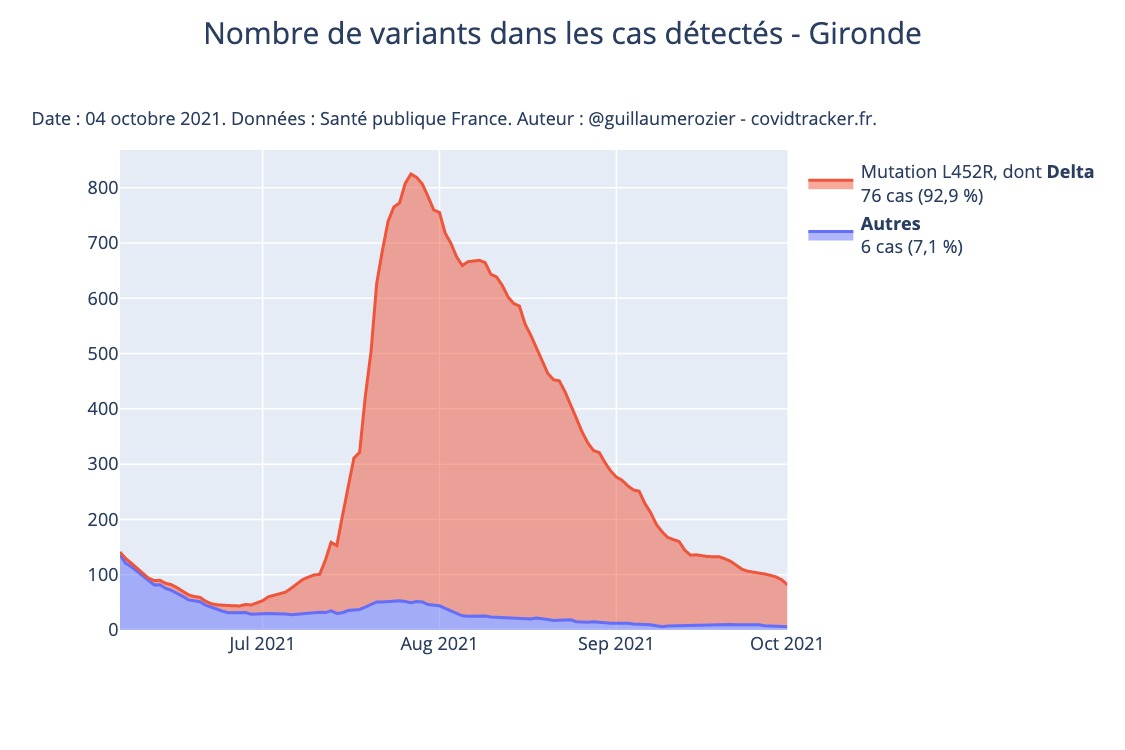 Nombre de variants dans les cas détectés - Gironde
Date : 04 octobre 2021. Données : Santé publique France. Auteur : @guillaumerozier - covidtracker.fr.
Mutation L452R, dont Delta
76 cas (92,9 %)
Autres
6 cas (7,1 %)
800
700
600
500
400
300
200
100
0
Jul 2021 Aug 2021 Sep 2021 Oct 2021